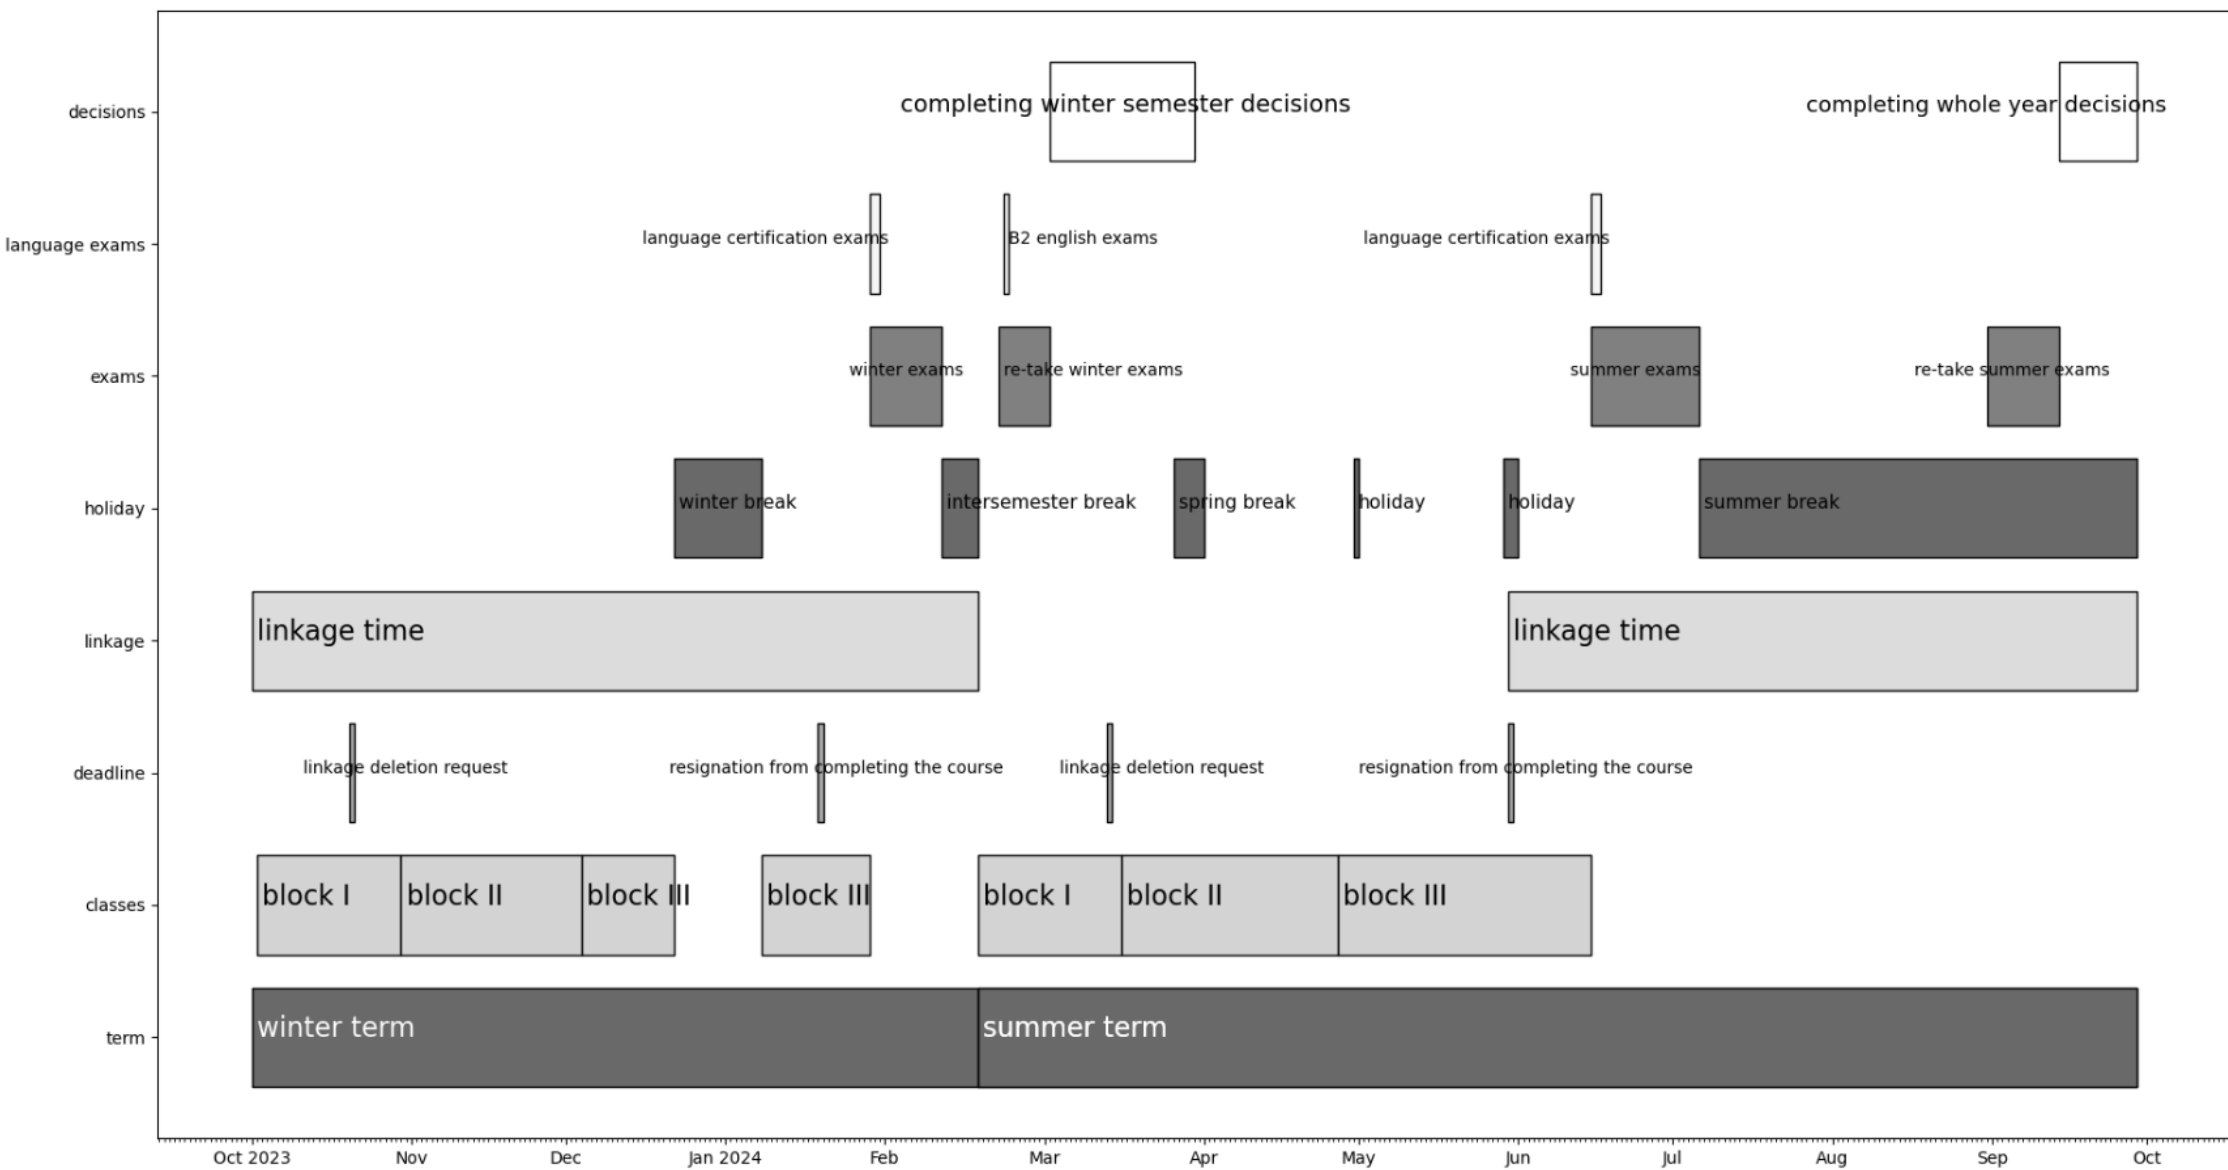 decisions
completing winter semester decisions
completing whole year decisions
language exams
language certification exams
B2 english exams
language certification exams
exams
winter exams
re-take winter exams
summer exams
re-take summer exams
holiday
winter break
intersemester break
spring break
holiday
holiday
summer break
linkage
linkage time
linkage time
deadline
linkage deletion request
resignation from completing the course
linkage deletion request
resignation from completing the course
classes
block I
block II
block III
block III
block I
block II
block III
term
winter term
summer term
Oct 2023
Nov
Dec
Jan 2024
Feb
Mar
Apr
May
Jun
Jul
Aug
Sep
Oct